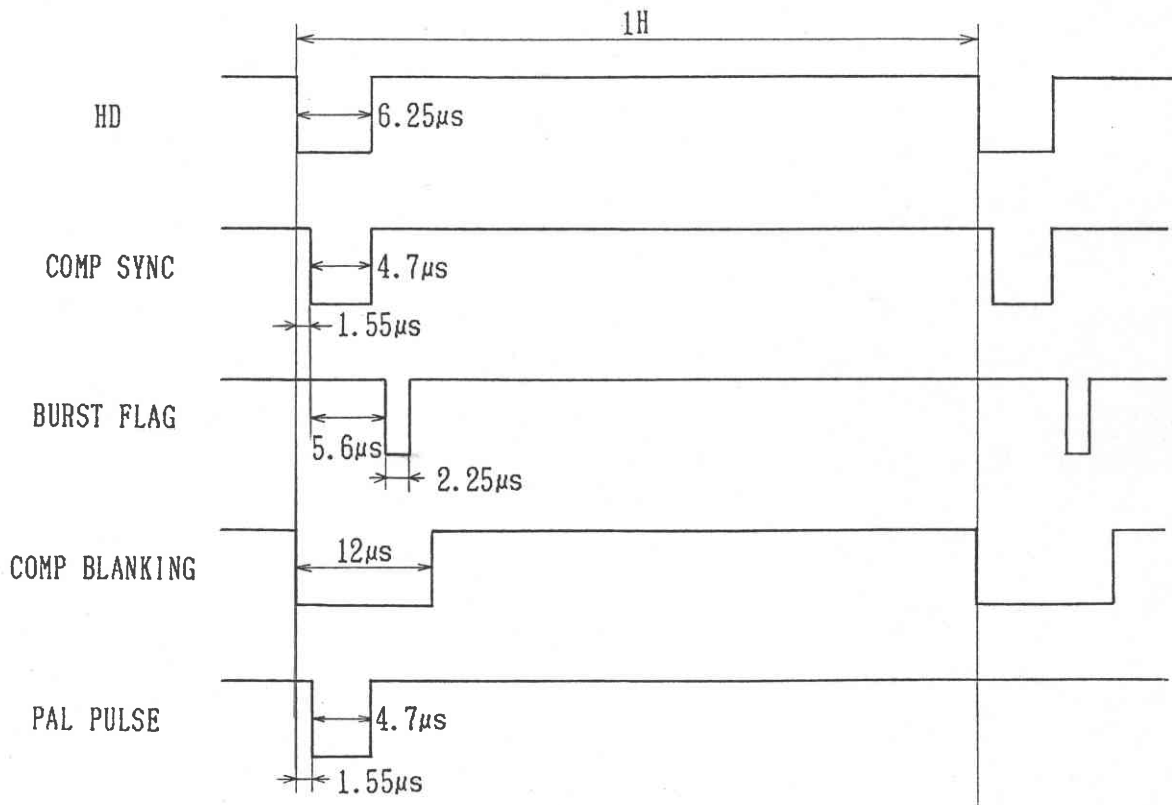 1H
HD
6.25μs
COMP SYNC
4.7μs
1.55μs
BURST FLAG
5.6μs
2.25μs
COMP BLANKING
12μs
PAL PULSE
4.7μs
1.55μs